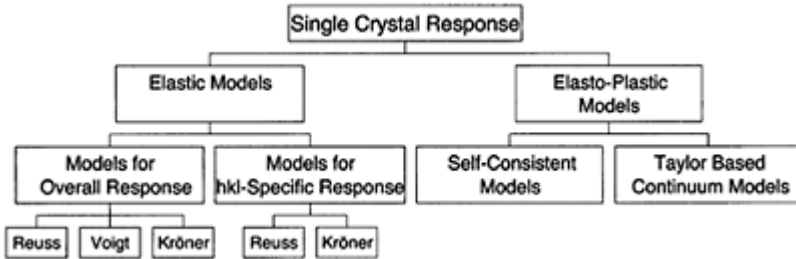 Single Crystal Response
Elastic Models
Elasto-Plastic
Models
Models for
Overall Response
Models for
hkl-Specific Response
Self-Consistent
Models
Taylor Based
Continuum Models
Reuss
Voigt
Kröner
Reuss
Kröner